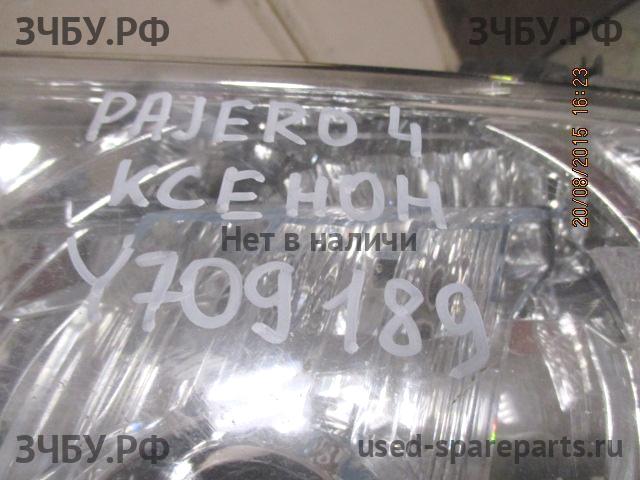 ЗЧБУ.РФ ЗЧБУ.РФ
PAJERO 4
КСЕНОН
Нет в наличи
Y709189
20/08/2015 16:23
ЗЧБУ.РФ used-spareparts.ru